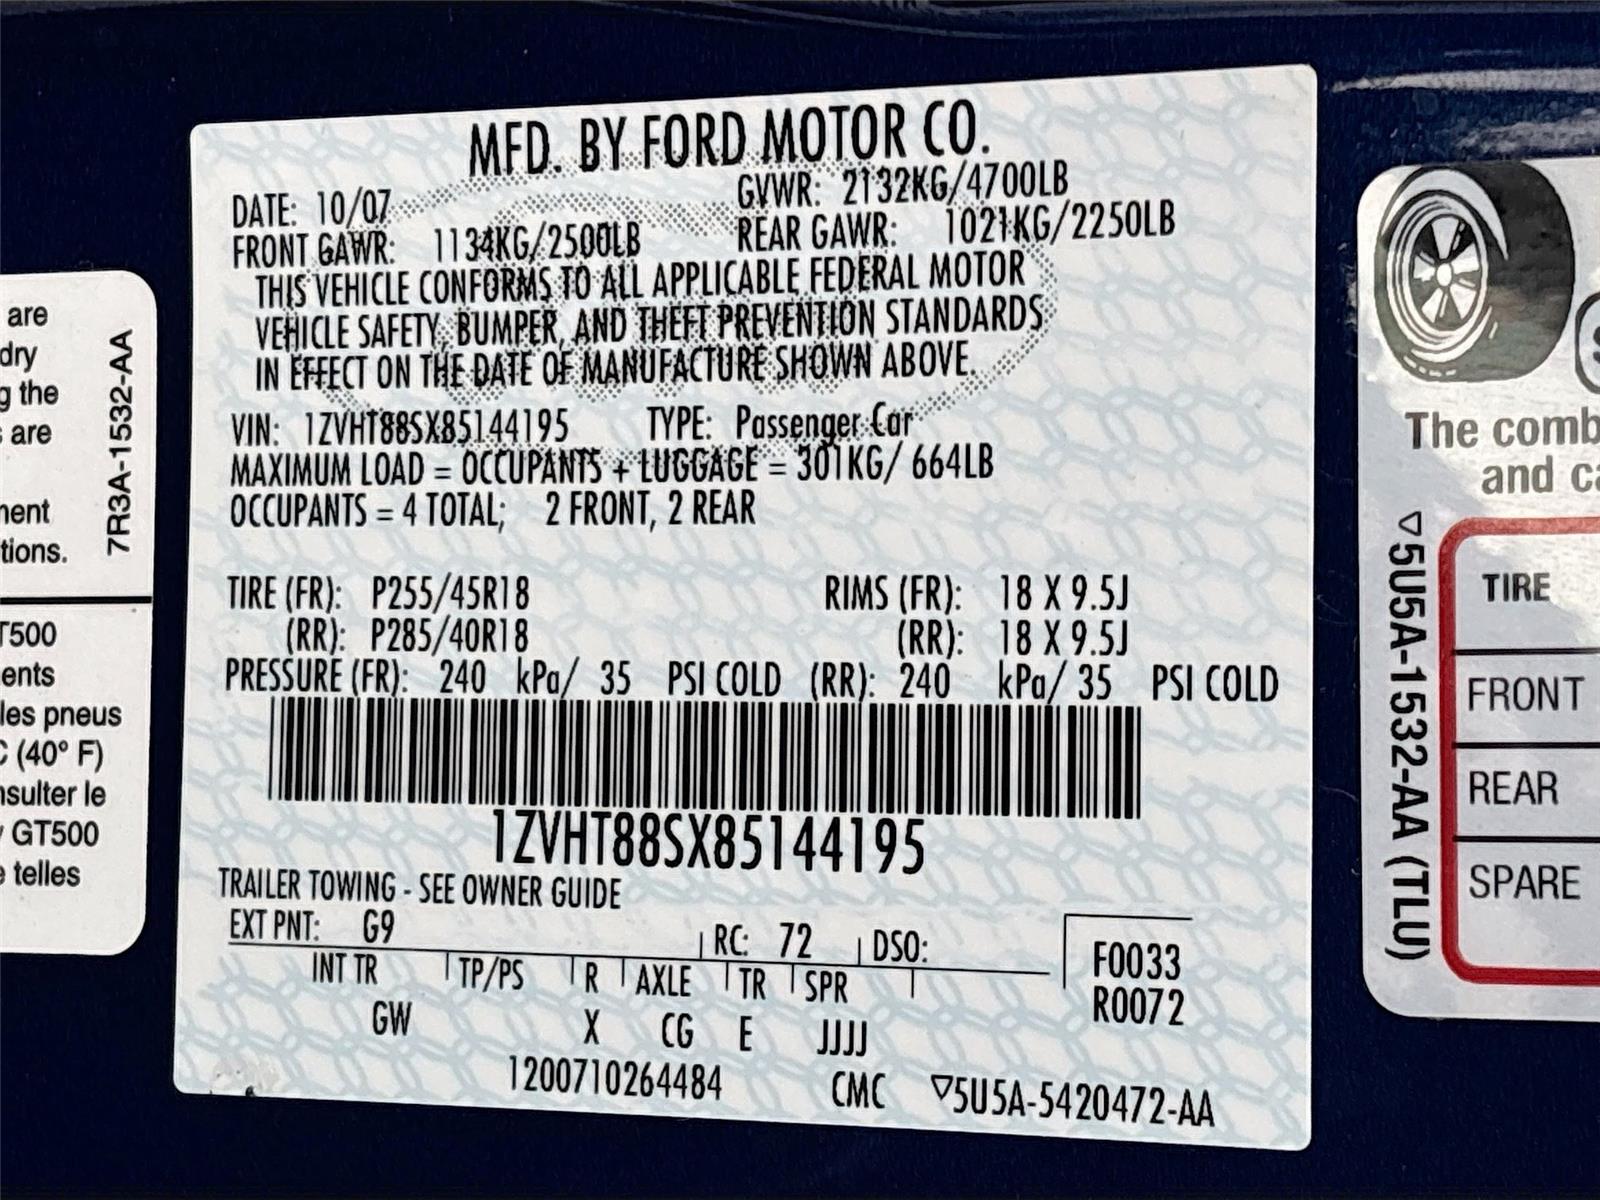 MFD. BY FORD MOTOR CO.
DATE: 10/07 GVWR: 2132KG/4700LB
FRONT GAWR: 1134KG/2500LB REAR GAWR: 1021KG/2250LB
THIS VEHICLE CONFORMS TO ALL APPLICABLE FEDERAL MOTOR
VEHICLE SAFETY, BUMPER, AND THEFT PREVENTION STANDARDS
IN EFFECT ON THE DATE OF MANUFACTURE SHOWN ABOVE.
VIN: 1ZVHT88SX85144195 TYPE: Passenger Car
MAXIMUM LOAD = OCCUPANTS + LUGGAGE = 301KG/ 664LB
OCCUPANTS = 4 TOTAL; 2 FRONT, 2 REAR
TIRE (FR): P255/45R18 RIMS (FR): 18 X 9.5J
(RR): P285/40R18 (RR): 18 X 9.5J
PRESSURE (FR): 240 kPa/ 35 PSI COLD (RR): 240 kPa/ 35 PSI COLD
1ZVHT88SX85144195
TRAILER TOWING - SEE OWNER GUIDE
EXT PNT: G9 RC: 72 DSO:
INT TR TP/PS R AXLE TR SPR
GW X CG E JJJJ
F0033
R0072
1200710264484 CMC ▽5U5A-5420472-AA
are
dry
g the
are
ment
tions.
7R3A-1532-AA
T500
ents
les pneus
C (40° F)
nsulter le
GT500
telles
The comb
and ca
▽5U5A-1532-AA (TLU)
TIRE
FRONT
REAR
SPARE